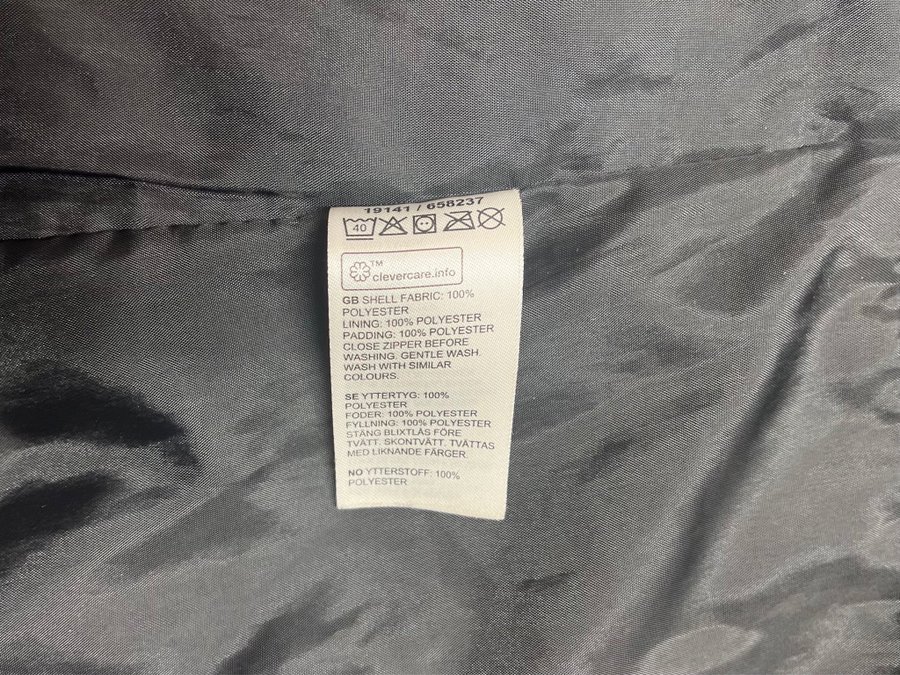 19141 / 658237
40
TM
clevercare.info
GB SHELL FABRIC: 100%
POLYESTER
LINING: 100% POLYESTER
PADDING: 100% POLYESTER
CLOSE ZIPPER BEFORE
WASHING. GENTLE WASH.
WASH WITH SIMILAR
COLOURS.
SE YTTERTYG: 100%
POLYESTER
FODER: 100% POLYESTER
FYLLNING: 100% POLYESTER
STÄNG BLIXTLÅS FÖRE
TVÄTT. SKONTVÄTT. TVÄTTAS
MED LIKNANDE FÄRGER.
NO YTTERSTOFF: 100%
POLYESTER